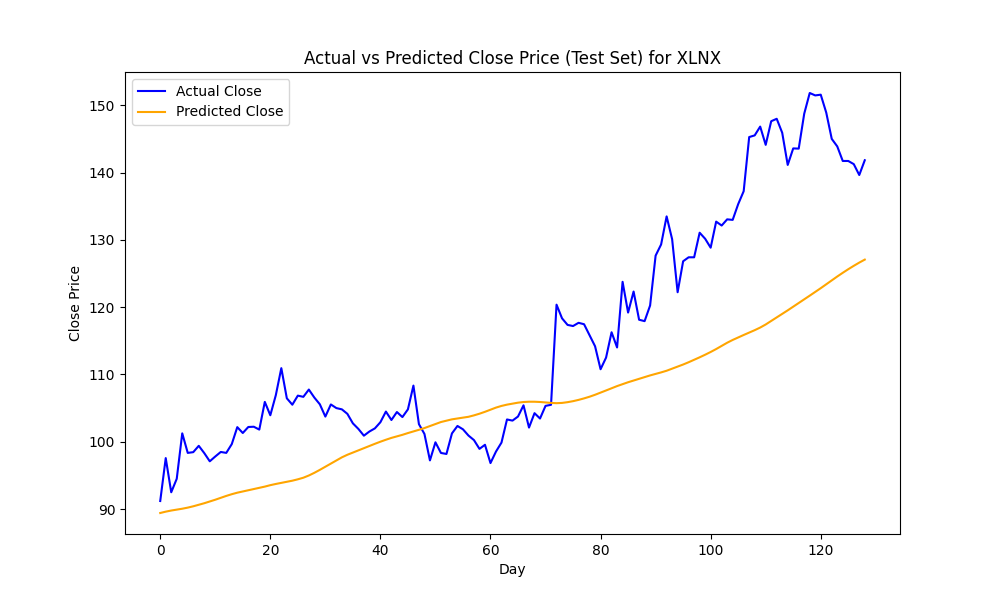 Actual vs Predicted Close Price (Test Set) for XLNX
Actual Close
Predicted Close
150
140
130
120
110
100
90
Close Price
0 20 40 60 80 100 120
Day